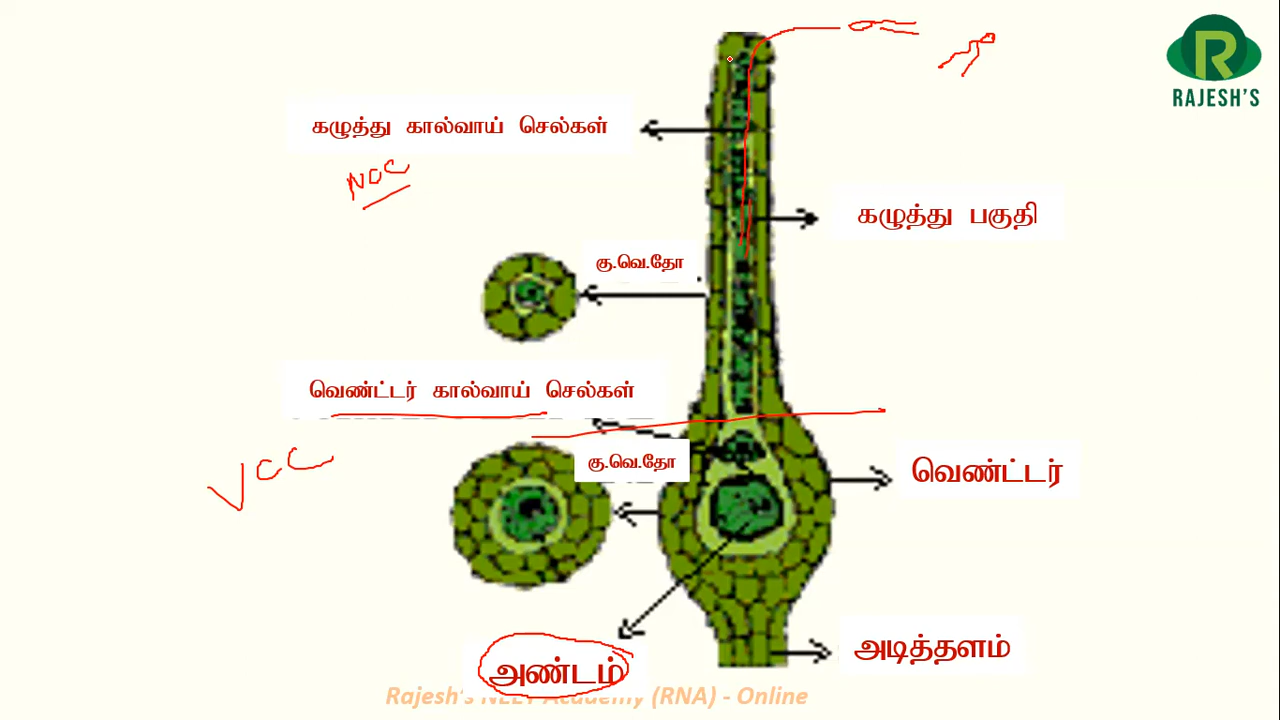 R
RAJESH'S
கழுத்து கால்வாய் செல்கள்
NCC
கழுத்து பகுதி
கு.வெ.தோ
வெண்ட்டர் கால்வாய் செல்கள்
கு.வெ.தோ
VCC
வெண்ட்டர்
அடித்தளம்
அண்டம்
Rajesh's NEET Academy (RNA) - Online